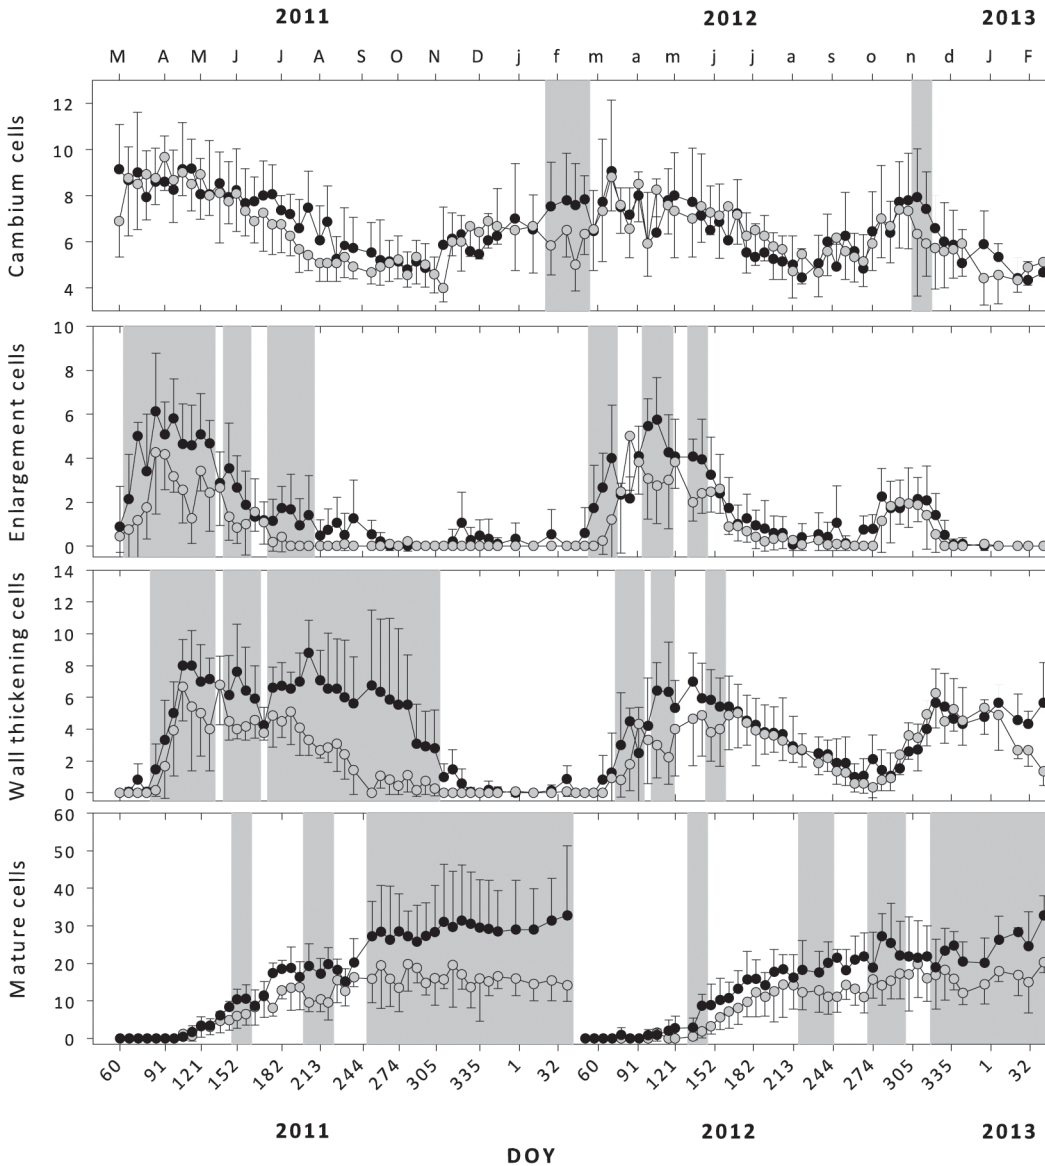 2011 2012 2013
M A M J J A S O N D j f m a m j j a s o n d J F
Cambium cells
12
10
8
6
4
Enlargement cells
10
8
6
4
2
0
Wall thickening cells
14
12
10
8
6
4
2
0
Mature cells
60
50
40
30
20
10
0
60 91 121 152 182 213 244 274 305 335 1 32 60 91 121 152 182 213 244 274 305 335 1 32
2011 2012 2013
DOY